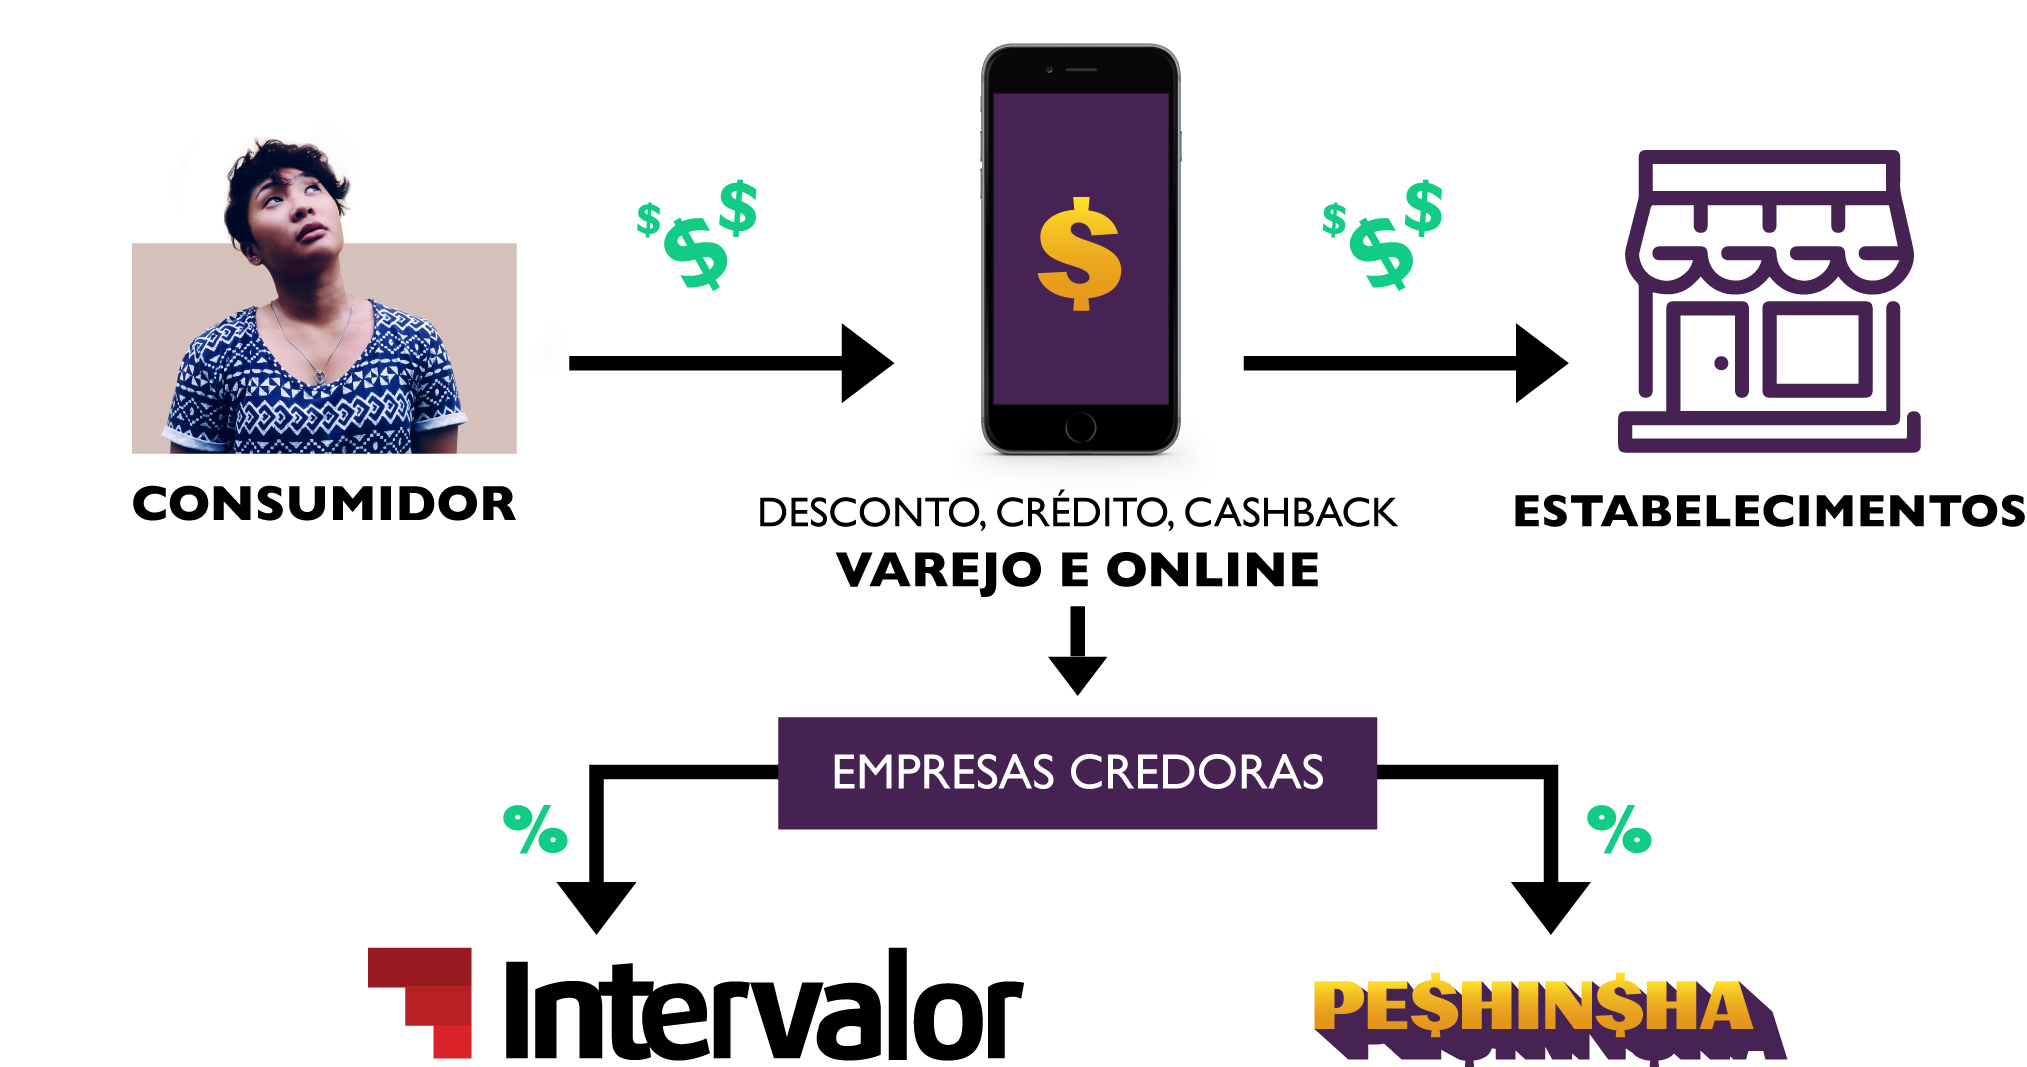 $ $ $
$
$ $ $
CONSUMIDOR
DESCONTO, CRÉDITO, CASHBACK
VAREJO E ONLINE
ESTABELECIMENTOS
EMPRESAS CREDORAS
%
%
Intervalor
PE$HIN$HA